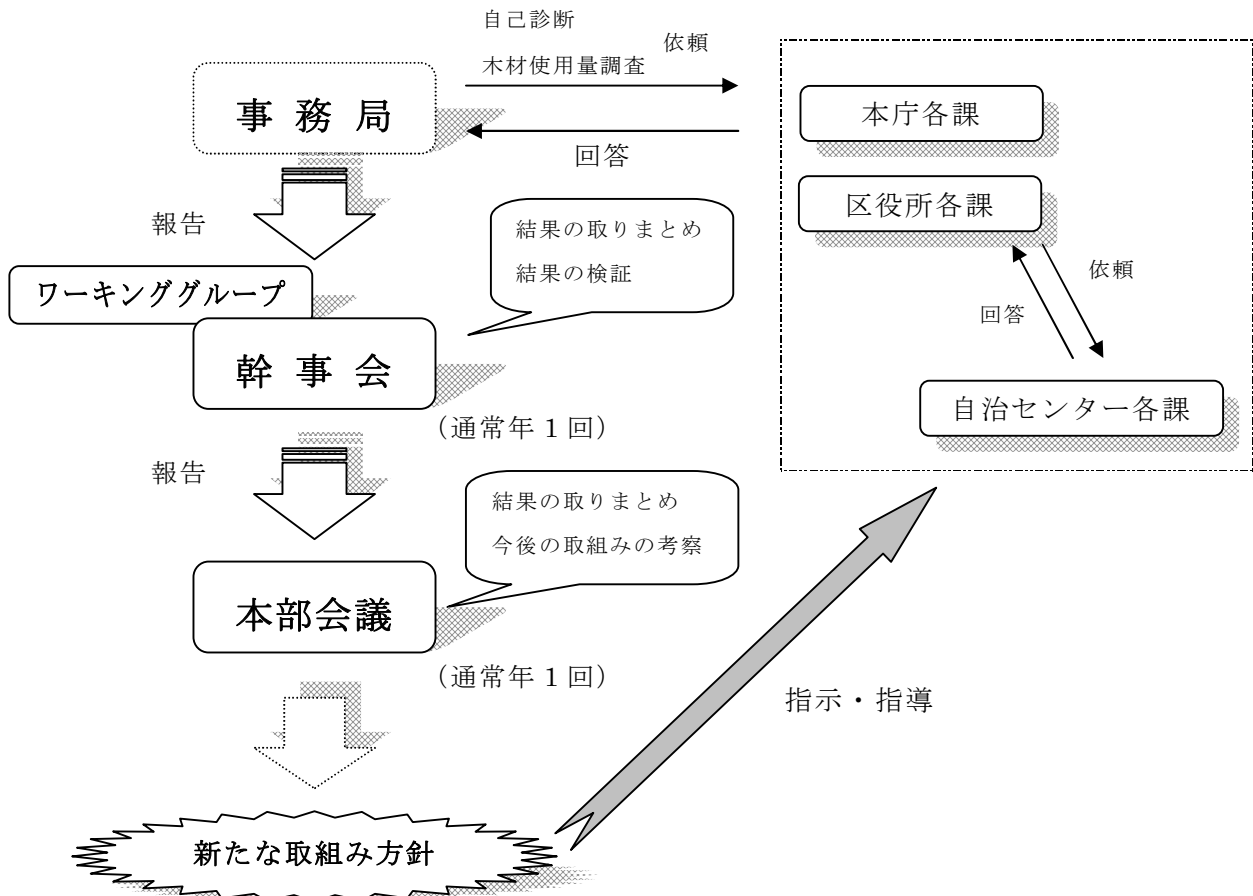 自己診断
木材使用量調査
依頼
事務局
本庁各課
回答
区役所各課
報告
結果の取りまとめ
結果の検証
依頼
回答
ワーキンググループ
幹事会
自治センター各課
（通常年１回）
報告
結果の取りまとめ
今後の取組みの考察
本部会議
（通常年１回）
指示・指導
新たな取組み方針